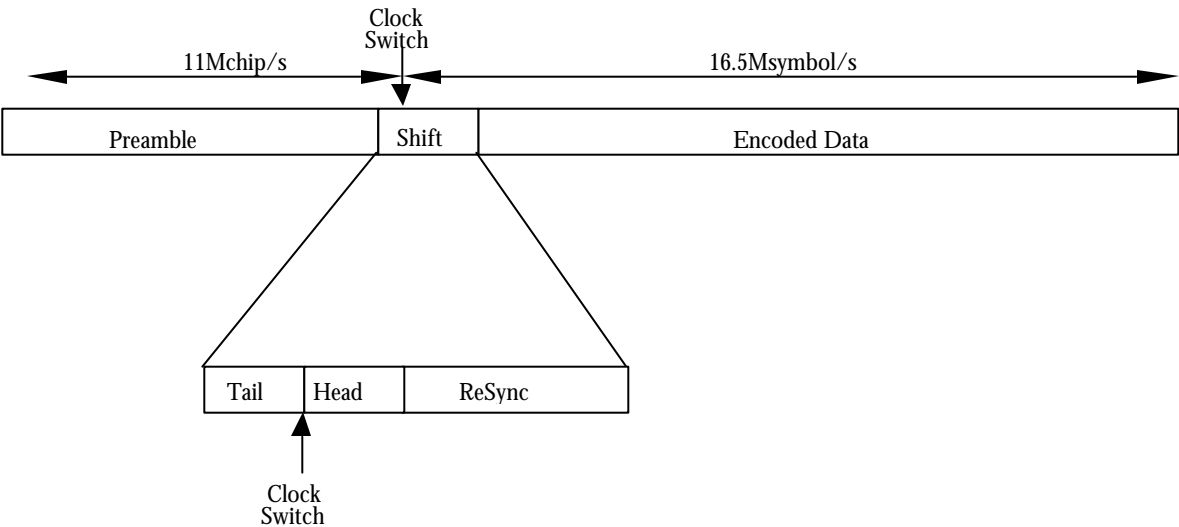 Clock
Switch
11Mchip/s
16.5Msymbol/s
Preamble
Shift
Encoded Data
Tail
Head
ReSync
Clock
Switch